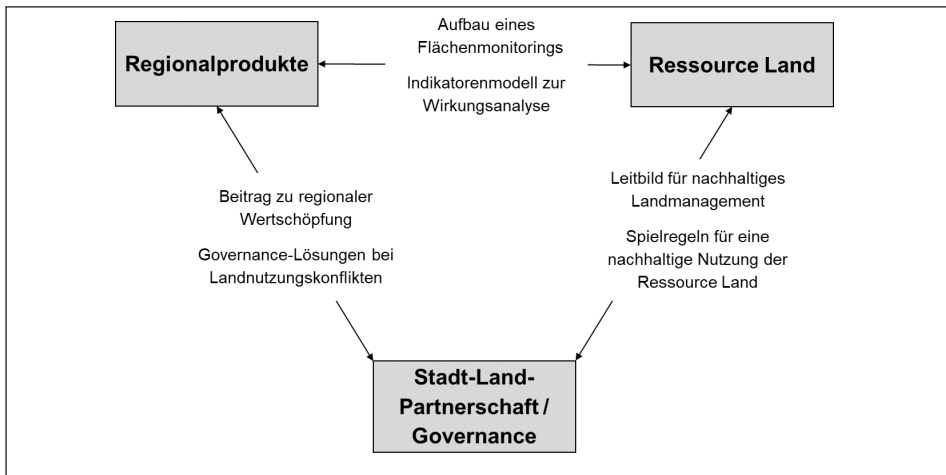 Regionalprodukte
Aufbau eines
Flächenmonitorings
Indikatorenmodell zur
Wirkungsanalyse
Ressource Land
Beitrag zu regionaler
Wertschöpfung
Governance-Lösungen bei
Landnutzungskonflikten
Leitbild für nachhaltiges
Landmanagement
Spielregeln für eine
nachhaltige Nutzung der
Ressource Land
Stadt-Land-
Partnerschaft /
Governance